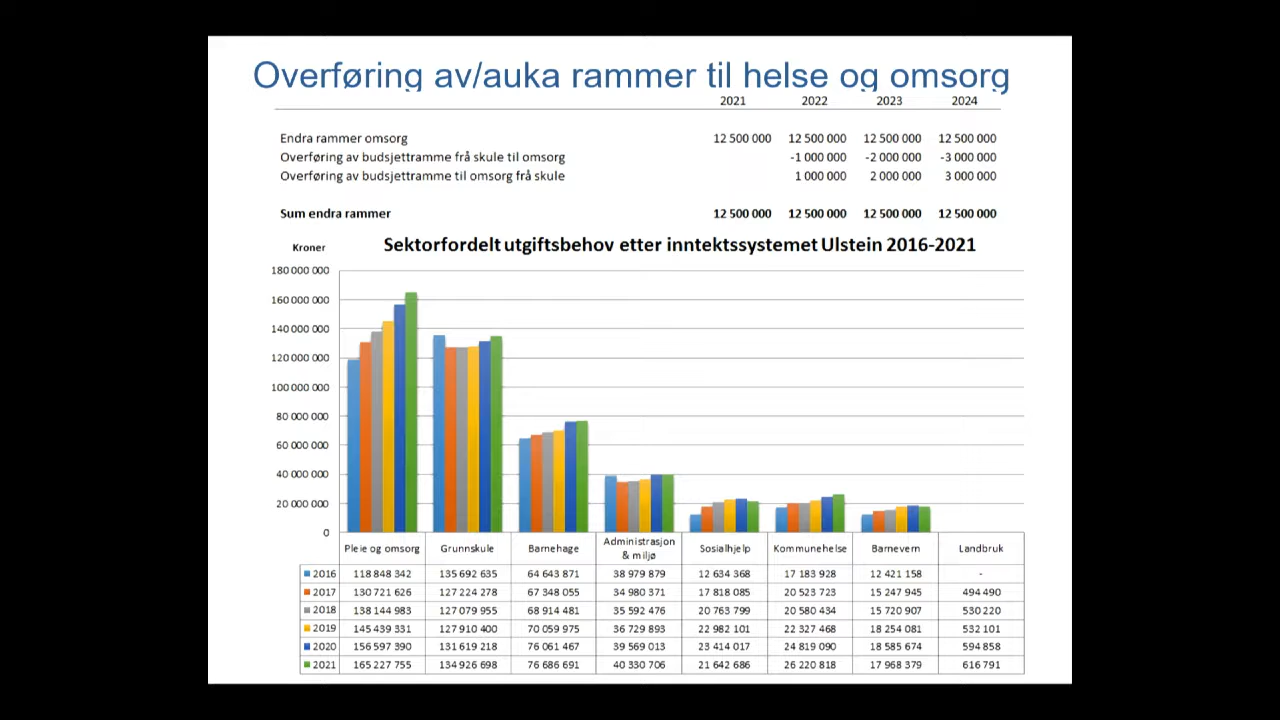 Overføring av/auka rammer til helse og omsorg
2021 2022 2023 2024
Endra rammer omsorg 12 500 000 12 500 000 12 500 000 12 500 000
Overføring av budsjettramme frå skule til omsorg -1 000 000 -2 000 000 -3 000 000
Overføring av budsjettramme til omsorg frå skule 1 000 000 2 000 000 3 000 000
Sum endra rammer 12 500 000 12 500 000 12 500 000 12 500 000
Kroner
Sektorfordelt utgiftsbehov etter inntektssystemet Ulstein 2016-2021
180 000 000
160 000 000
140 000 000
120 000 000
100 000 000
80 000 000
60 000 000
40 000 000
20 000 000
0
Pleie og omsorg Grunnskule Barnehage Administrasjon & miljø Sosialhjelp Kommunehelse Barnevern Landbruk
2016 118 848 342 135 692 635 64 643 871 38 979 879 12 634 368 17 183 928 12 421 158 -
2017 130 721 626 127 224 278 67 348 055 34 980 371 17 818 085 20 523 723 15 247 945 494 490
2018 138 144 983 127 079 955 68 914 481 35 592 476 20 763 799 20 580 434 15 720 907 530 220
2019 145 439 331 127 910 400 70 059 975 36 729 893 22 982 101 22 327 468 18 254 081 532 101
2020 156 597 390 131 619 218 76 061 467 39 569 013 23 414 017 24 819 090 18 585 674 594 858
2021 165 227 755 134 926 698 76 686 691 40 330 706 21 642 686 26 220 818 17 968 379 616 791